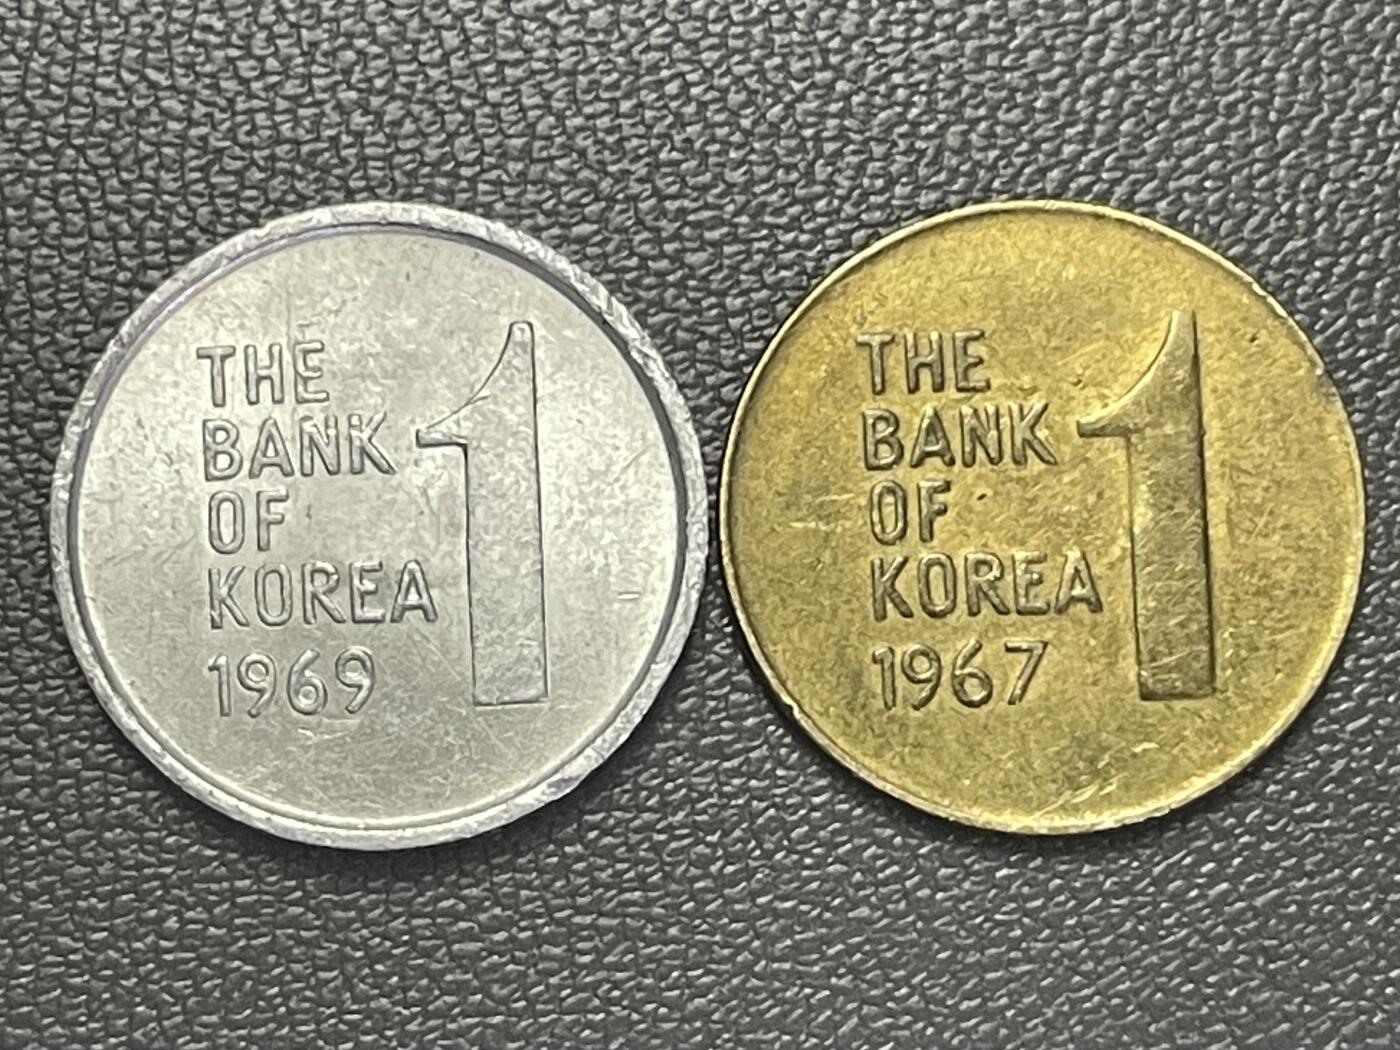 THE
BANK
OF
KOREA
1969
1
THE
BANK
OF
KOREA
1967
1